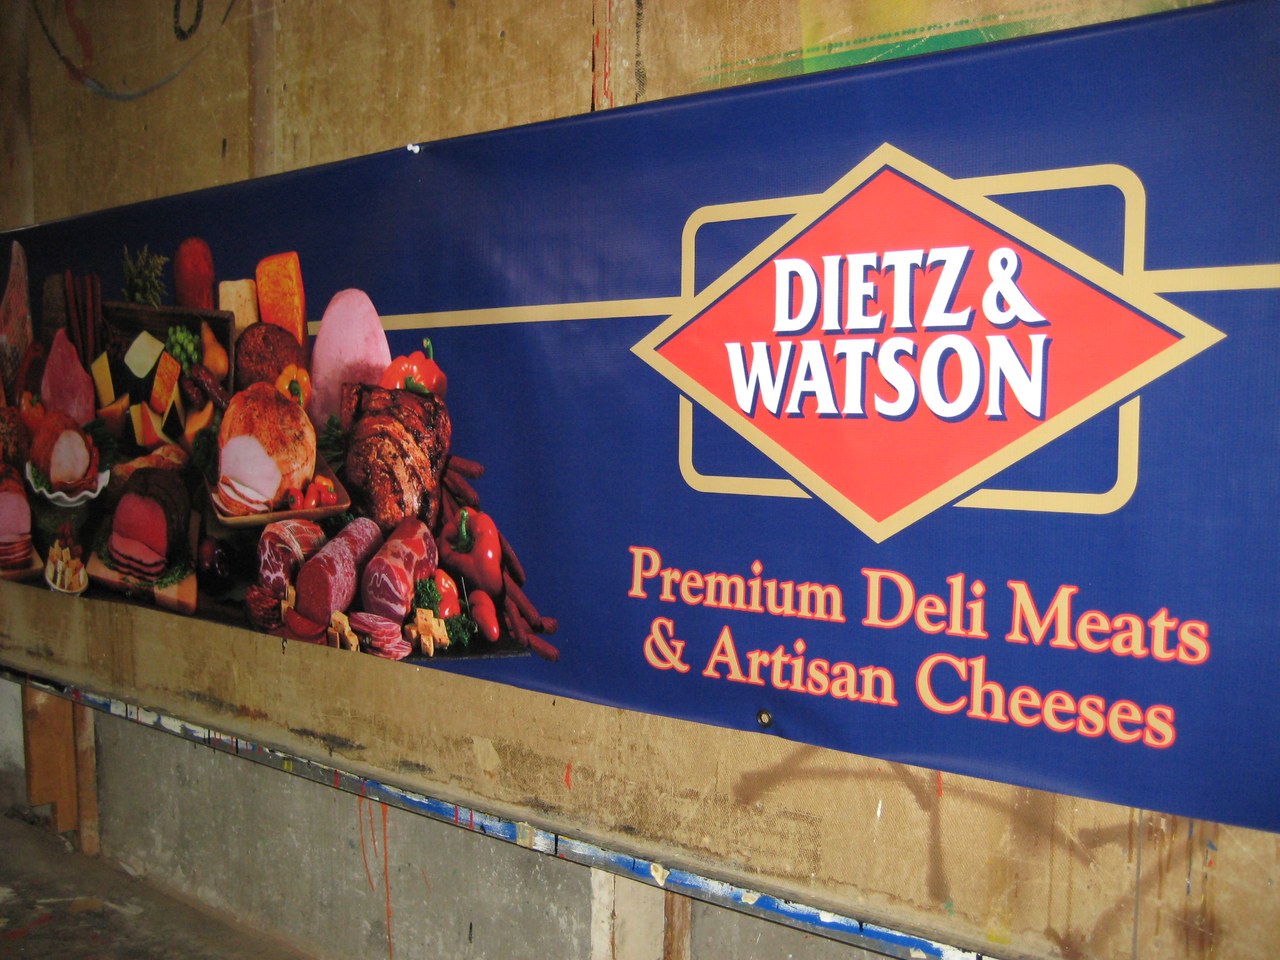 DIETZ &
WATSON
Premium Deli Meats
& Artisan Cheeses